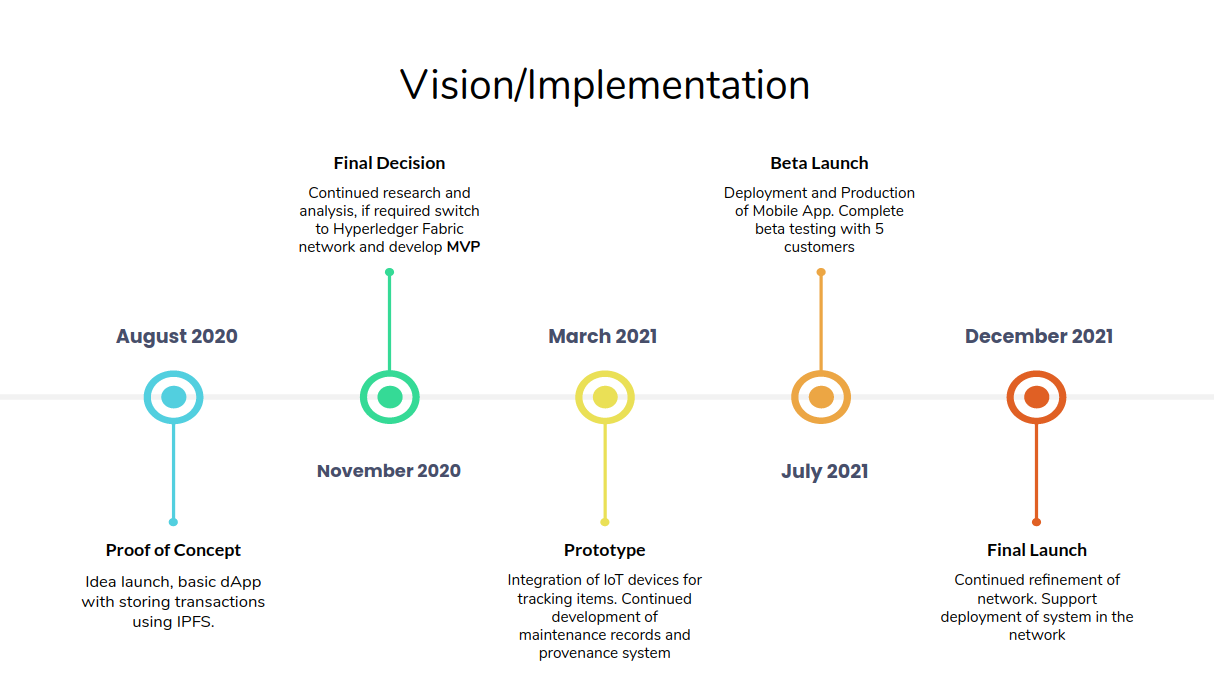 Vision/Implementation
Final Decision
Continued research and
analysis, if required switch
to Hyperledger Fabric
network and develop MVP
Beta Launch
Deployment and Production
of Mobile App. Complete
beta testing with 5
customers
August 2020
March 2021
December 2021
November 2020
July 2021
Proof of Concept
Idea launch, basic dApp
with storing transactions
using IPFS.
Prototype
Integration of IoT devices for
tracking items. Continued
development of
maintenance records and
provenance system
Final Launch
Continued refinement of
network. Support
deployment of system in the
network